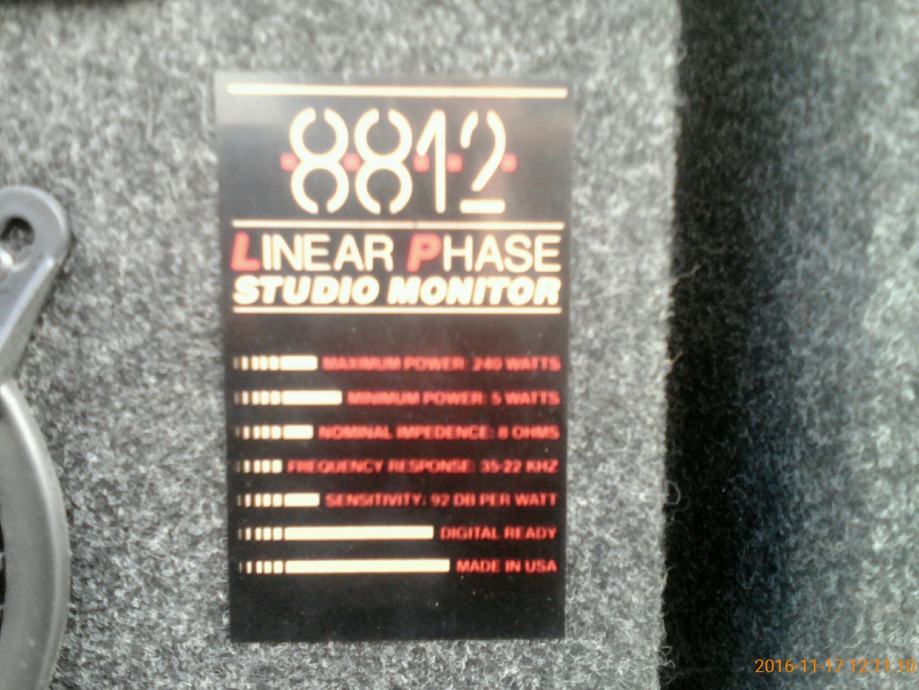 8812
LINEAR PHASE
STUDIO MONITOR
MAXIMUM POWER: 240 WATTS
MINIMUM POWER: 5 WATTS
NOMINAL IMPEDENCE: 8 OHMS
FREQUENCY RESPONSE: 35-22 KHZ
SENSITIVITY: 92 DB PER WATT
DIGITAL READY
MADE IN USA
2016-11-17 12:11:10